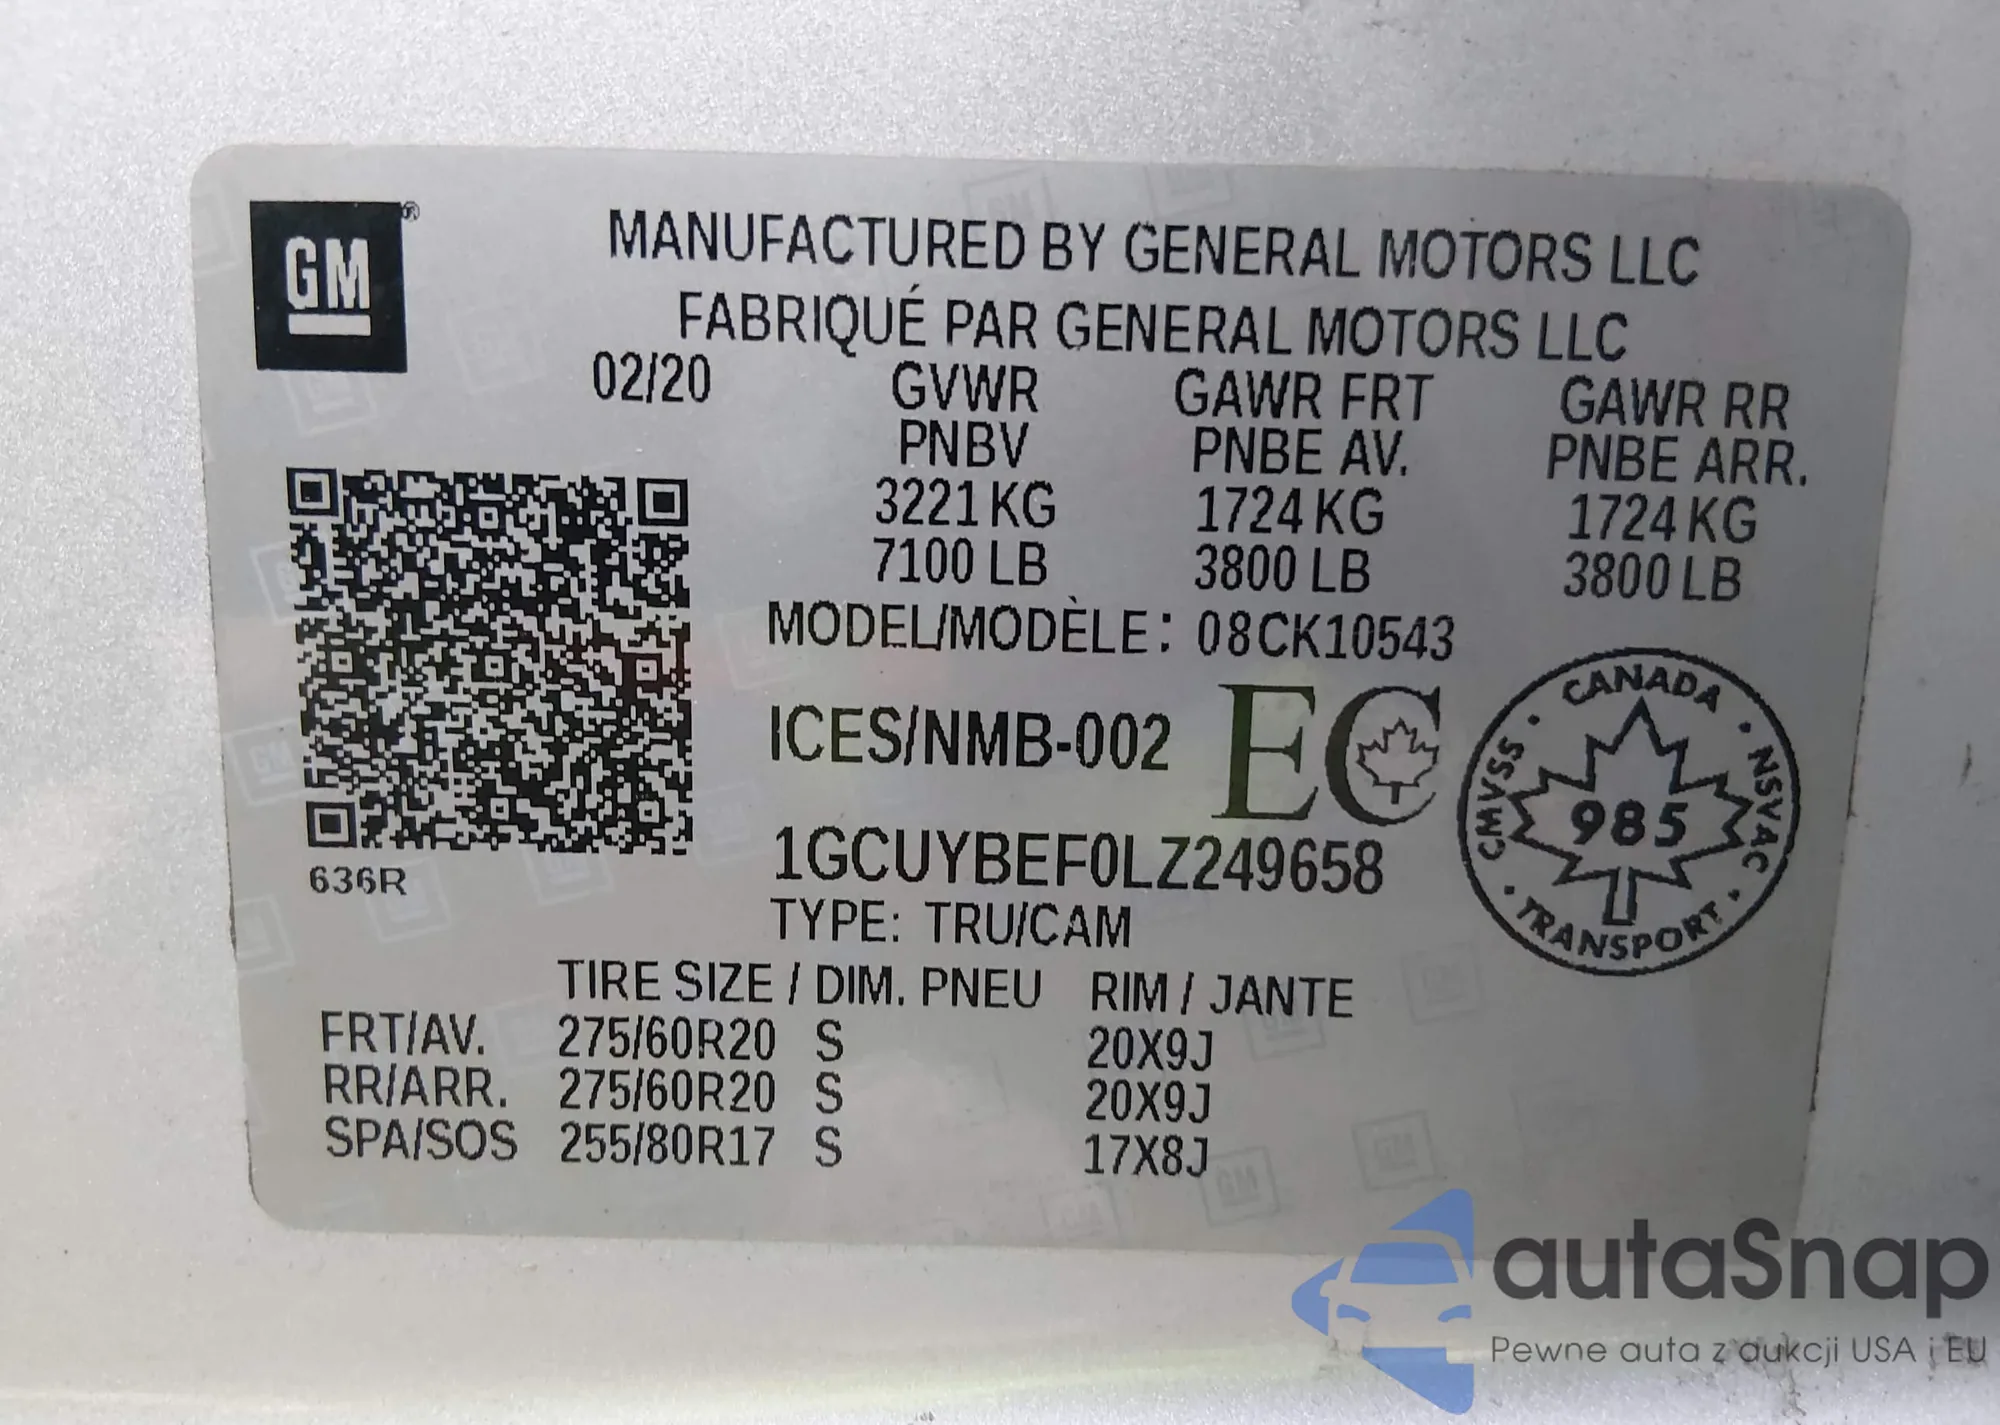 GM®
MANUFACTURED BY GENERAL MOTORS LLC
FABRIQUÉ PAR GENERAL MOTORS LLC
02/20 GVWR GAWR FRT GAWR RR
PNBV PNBE AV. PNBE ARR.
3221 KG 1724 KG 1724 KG
7100 LB 3800 LB 3800 LB
MODEL/MODÈLE: 08CK10543
ICES/NMB-002 EC
1GCUYBEF0LZ249658
TYPE: TRU/CAM
636R
CANADA · NSVAC · TRANSPORT · CMVSS ·
985
TIRE SIZE / DIM. PNEU RIM / JANTE
FRT/AV. 275/60R20 S 20X9J
RR/ARR. 275/60R20 S 20X9J
SPA/SOS 255/80R17 S 17X8J
autaSnap
Pewne auta z aukcji USA i EU